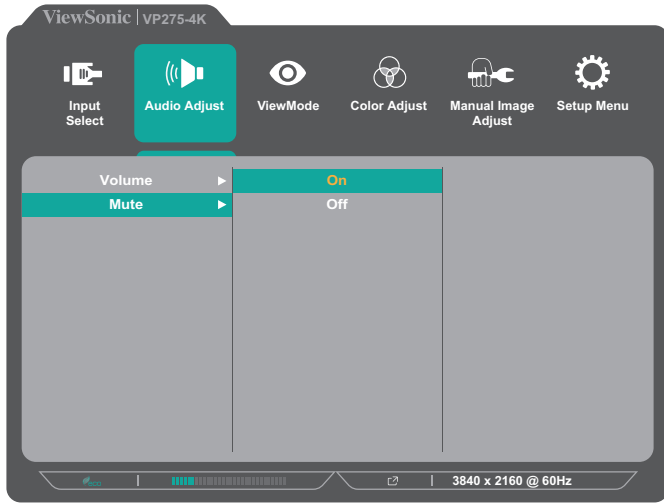 ViewSonic | VP275-4K
Input Select
Audio Adjust
ViewMode
Color Adjust
Manual Image Adjust
Setup Menu
Volume
On
Mute
Off
eco
3840 x 2160 @ 60Hz